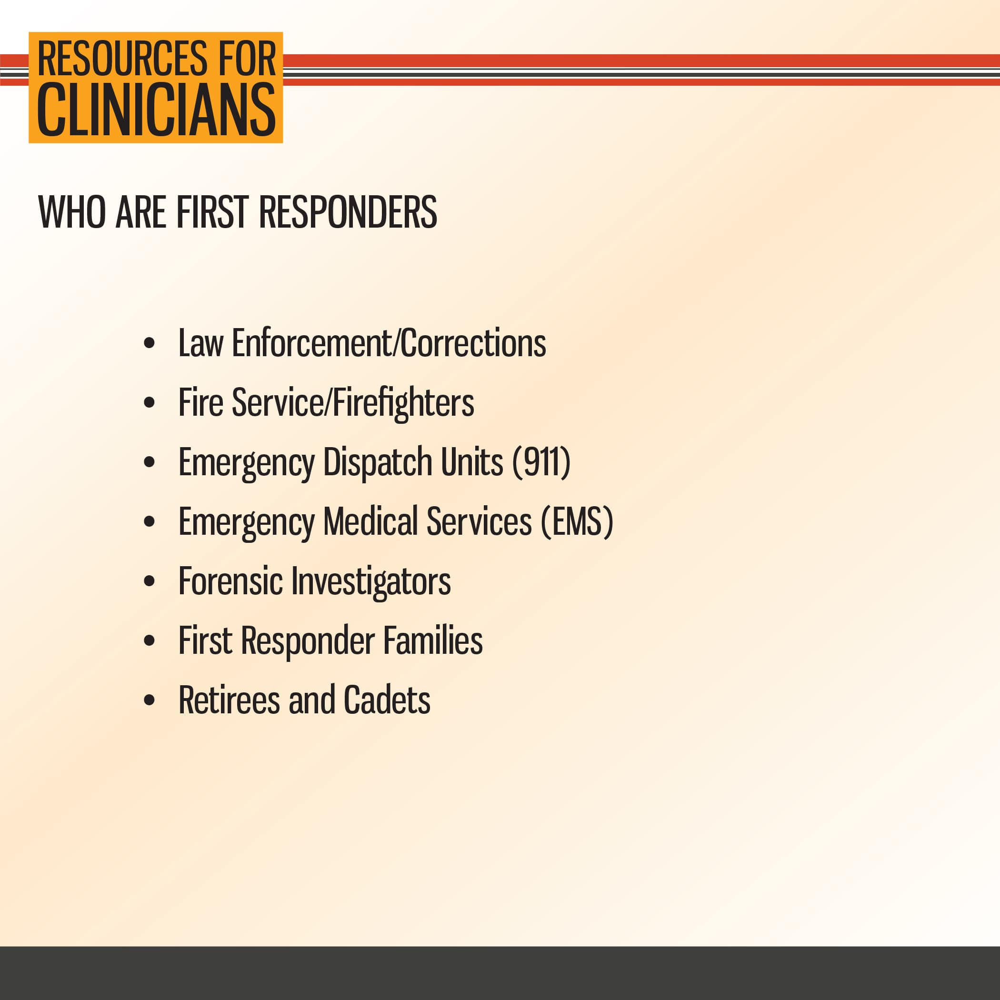 RESOURCES FOR
CLINICIANS
WHO ARE FIRST RESPONDERS
• Law Enforcement/Corrections
• Fire Service/Firefighters
• Emergency Dispatch Units (911)
• Emergency Medical Services (EMS)
• Forensic Investigators
• First Responder Families
• Retirees and Cadets